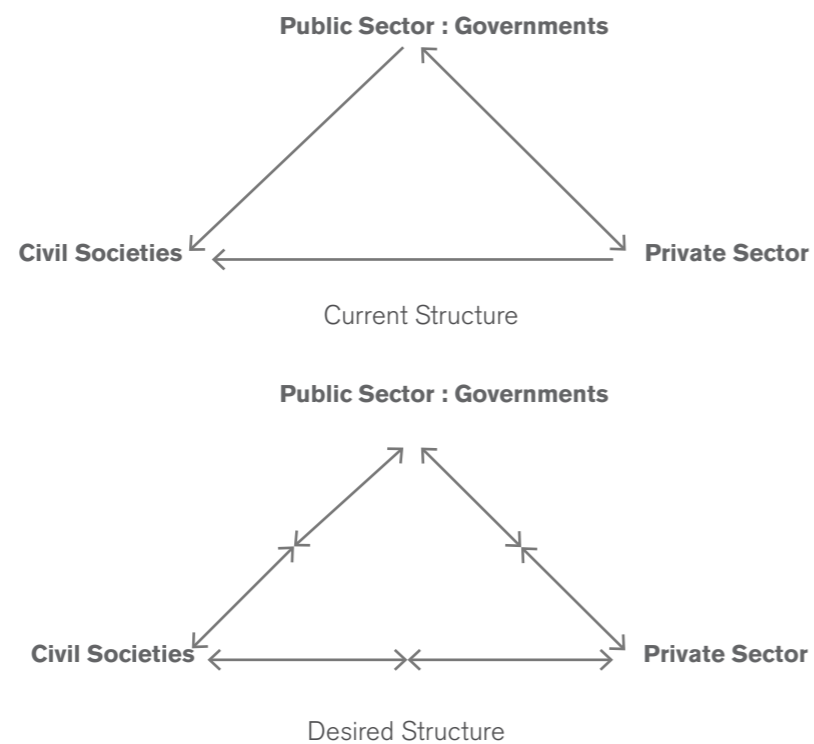 Public Sector : Governments
Civil Societies
Private Sector
Current Structure
Public Sector : Governments
Civil Societies
Private Sector
Desired Structure